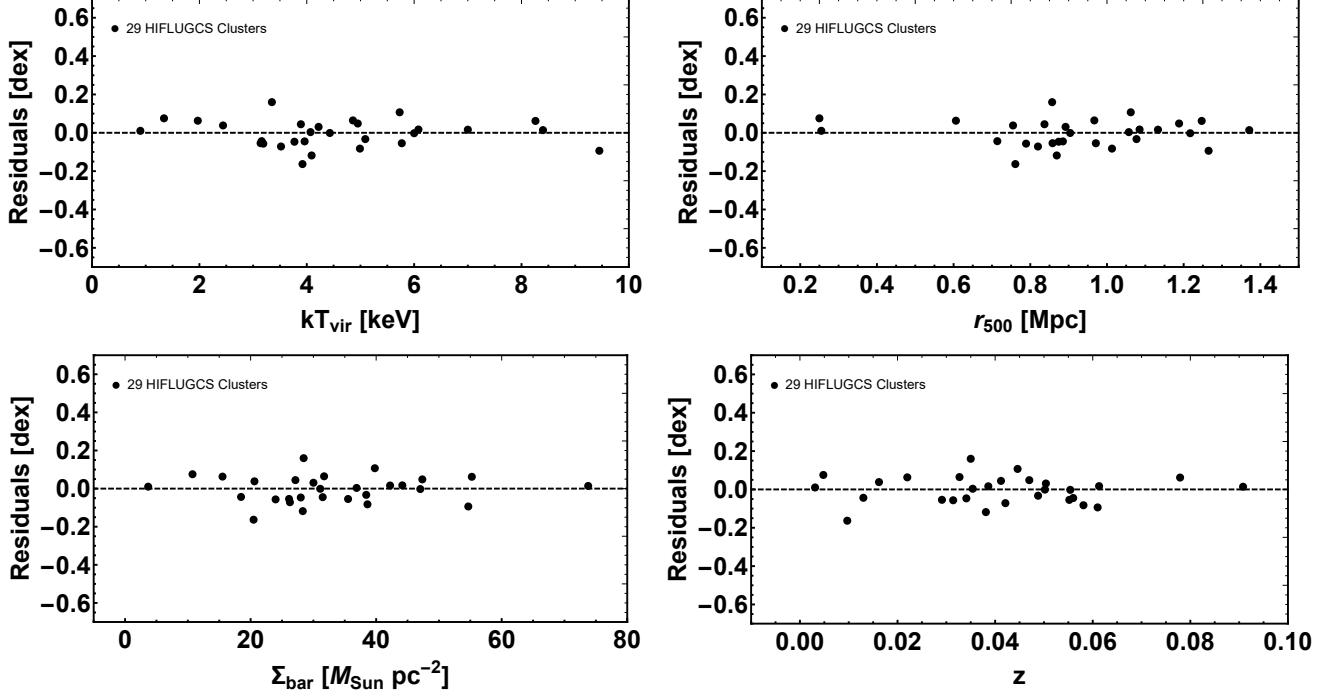 0.6
0.4
0.2
0.0
−0.2
−0.4
−0.6
Residuals [dex]
29 HIFLUGCS Clusters
0 2 4 6 8 10
kT_vir [keV]
0.6
0.4
0.2
0.0
−0.2
−0.4
−0.6
Residuals [dex]
29 HIFLUGCS Clusters
0.2 0.4 0.6 0.8 1.0 1.2 1.4
r_500 [Mpc]
0.6
0.4
0.2
0.0
−0.2
−0.4
−0.6
Residuals [dex]
29 HIFLUGCS Clusters
0 20 40 60 80
Σ_bar [M_Sun pc⁻²]
0.6
0.4
0.2
0.0
−0.2
−0.4
−0.6
Residuals [dex]
29 HIFLUGCS Clusters
0.00 0.02 0.04 0.06 0.08 0.10
z